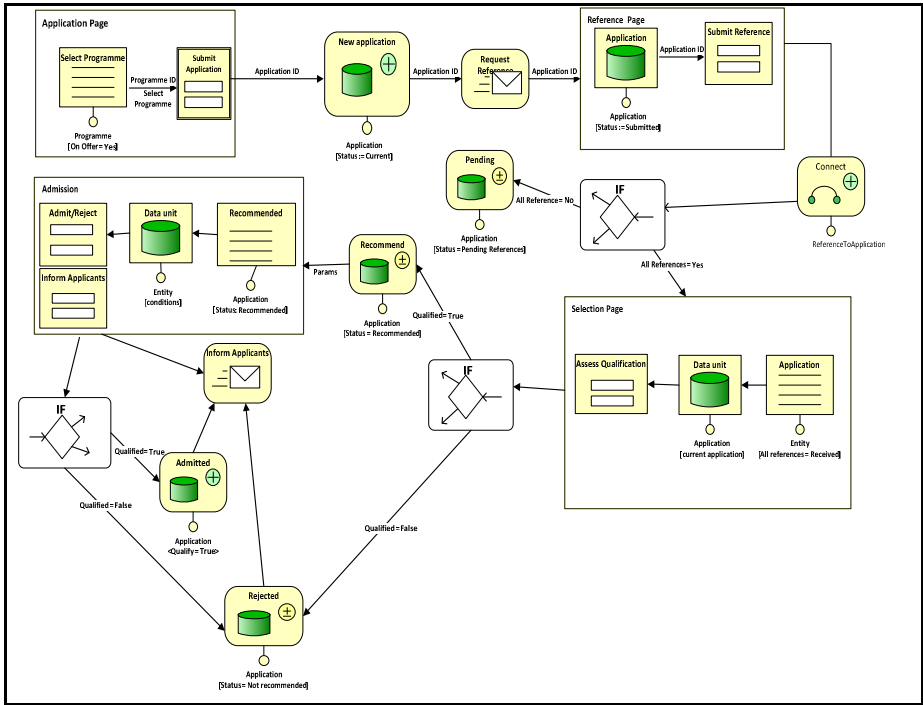 Application Page
Select Programme
Programme ID
Select
Programme
Submit
Application
Programme
[On Offer= Yes]
Application ID
New application
Application
[Status := Current]
Application ID
Request
Reference
Application ID
Reference Page
Application
Application ID
Submit Reference
Application
[Status := Submitted]
Connect
ReferenceToApplication
Pending
Application
[Status = Pending References]
All Reference= No
IF
All References= Yes
Admission
Admit/Reject
Data unit
Recommended
Inform Applicants
Entity
[conditions]
Application
[Status: Recommended]
Params
Recommend
Application
[Status = Recommended]
Qualified=True
IF
Selection Page
Assess Qualification
Data unit
Application
Application
[current application]
Entity
[All references= Received]
Inform Applicants
IF
Qualified=True
Admitted
Application
<Qualify=True>
Qualified=False
Qualified=False
Rejected
Application
[Status= Not recommended]